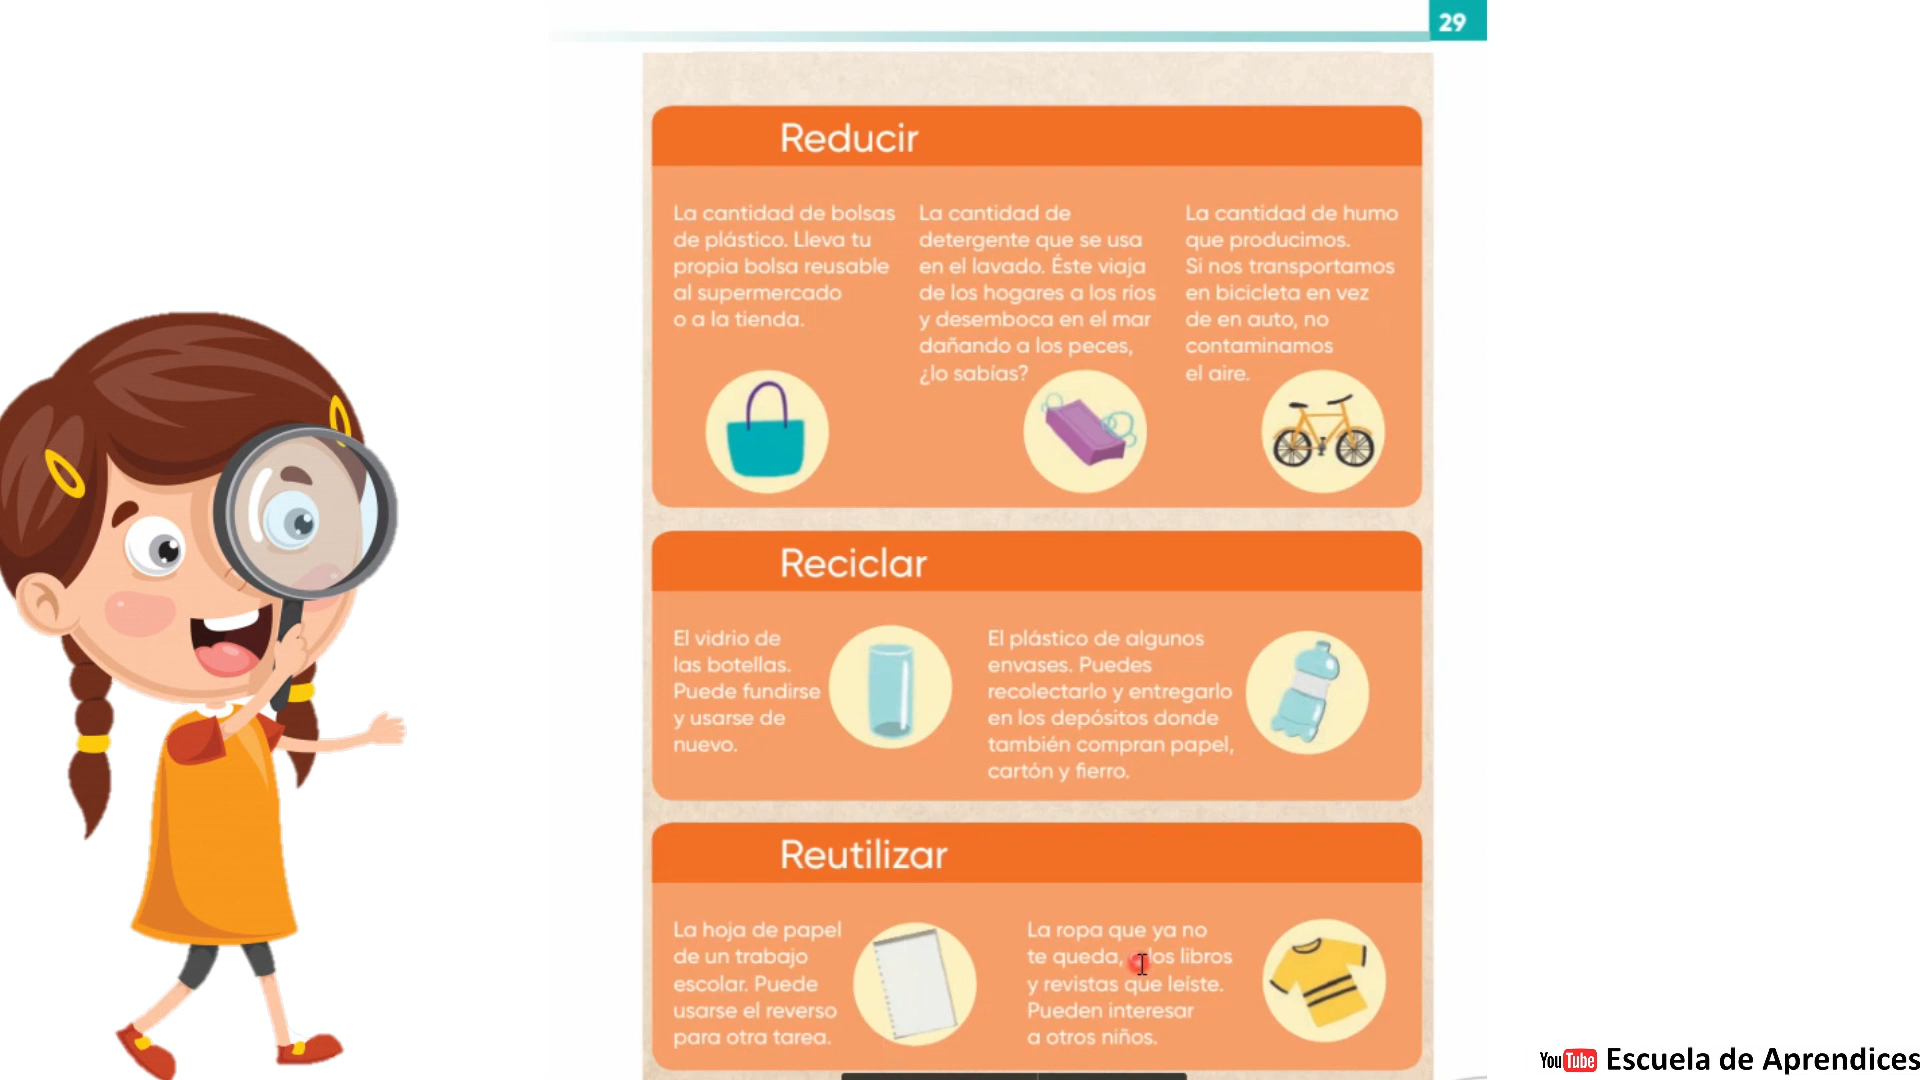 29
Reducir
La cantidad de bolsas
de plástico. Lleva tu
propia bolsa reusable
al supermercado
o a la tienda.
La cantidad de
detergente que se usa
en el lavado. Éste viaja
de los hogares a los ríos
y desemboca en el mar
dañando a los peces,
¿lo sabías?
La cantidad de humo
que producimos.
Si nos transportamos
en bicicleta en vez
de en auto, no
contaminamos
el aire.
Reciclar
El vidrio de
las botellas.
Puede fundirse
y usarse de
nuevo.
El plástico de algunos
envases. Puedes
recolectarlo y entregarlo
en los depósitos donde
también compran papel,
cartón y fierro.
Reutilizar
La hoja de papel
de un trabajo
escolar. Puede
usarse el reverso
para otra tarea.
La ropa que ya no
te queda, los libros
y revistas que leíste.
Pueden interesar
a otros niños.
YouTube Escuela de Aprendices